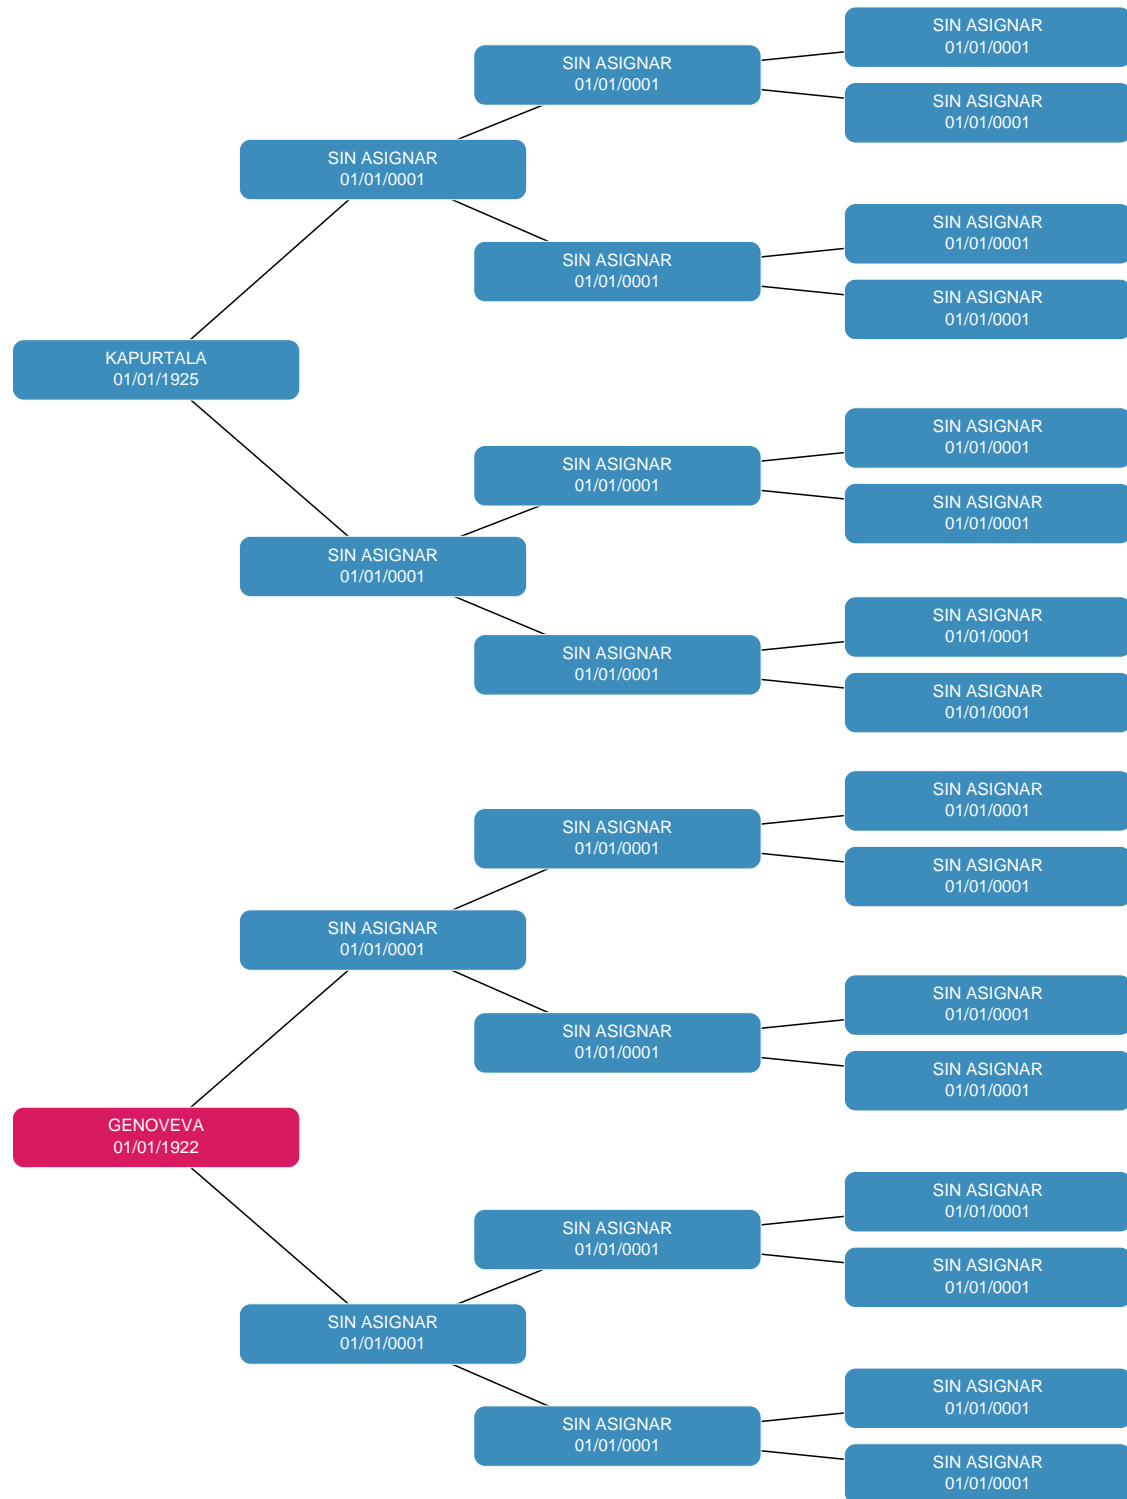 SIN ASIGNAR
01/01/0001
SIN ASIGNAR
01/01/0001
SIN ASIGNAR
01/01/0001
SIN ASIGNAR
01/01/0001
SIN ASIGNAR
01/01/0001
SIN ASIGNAR
01/01/0001
SIN ASIGNAR
01/01/0001
KAPURTALA
01/01/1925
SIN ASIGNAR
01/01/0001
SIN ASIGNAR
01/01/0001
SIN ASIGNAR
01/01/0001
SIN ASIGNAR
01/01/0001
SIN ASIGNAR
01/01/0001
SIN ASIGNAR
01/01/0001
SIN ASIGNAR
01/01/0001
SIN ASIGNAR
01/01/0001
SIN ASIGNAR
01/01/0001
SIN ASIGNAR
01/01/0001
SIN ASIGNAR
01/01/0001
SIN ASIGNAR
01/01/0001
SIN ASIGNAR
01/01/0001
SIN ASIGNAR
01/01/0001
GENOVEVA
01/01/1922
SIN ASIGNAR
01/01/0001
SIN ASIGNAR
01/01/0001
SIN ASIGNAR
01/01/0001
SIN ASIGNAR
01/01/0001
SIN ASIGNAR
01/01/0001
SIN ASIGNAR
01/01/0001
SIN ASIGNAR
01/01/0001